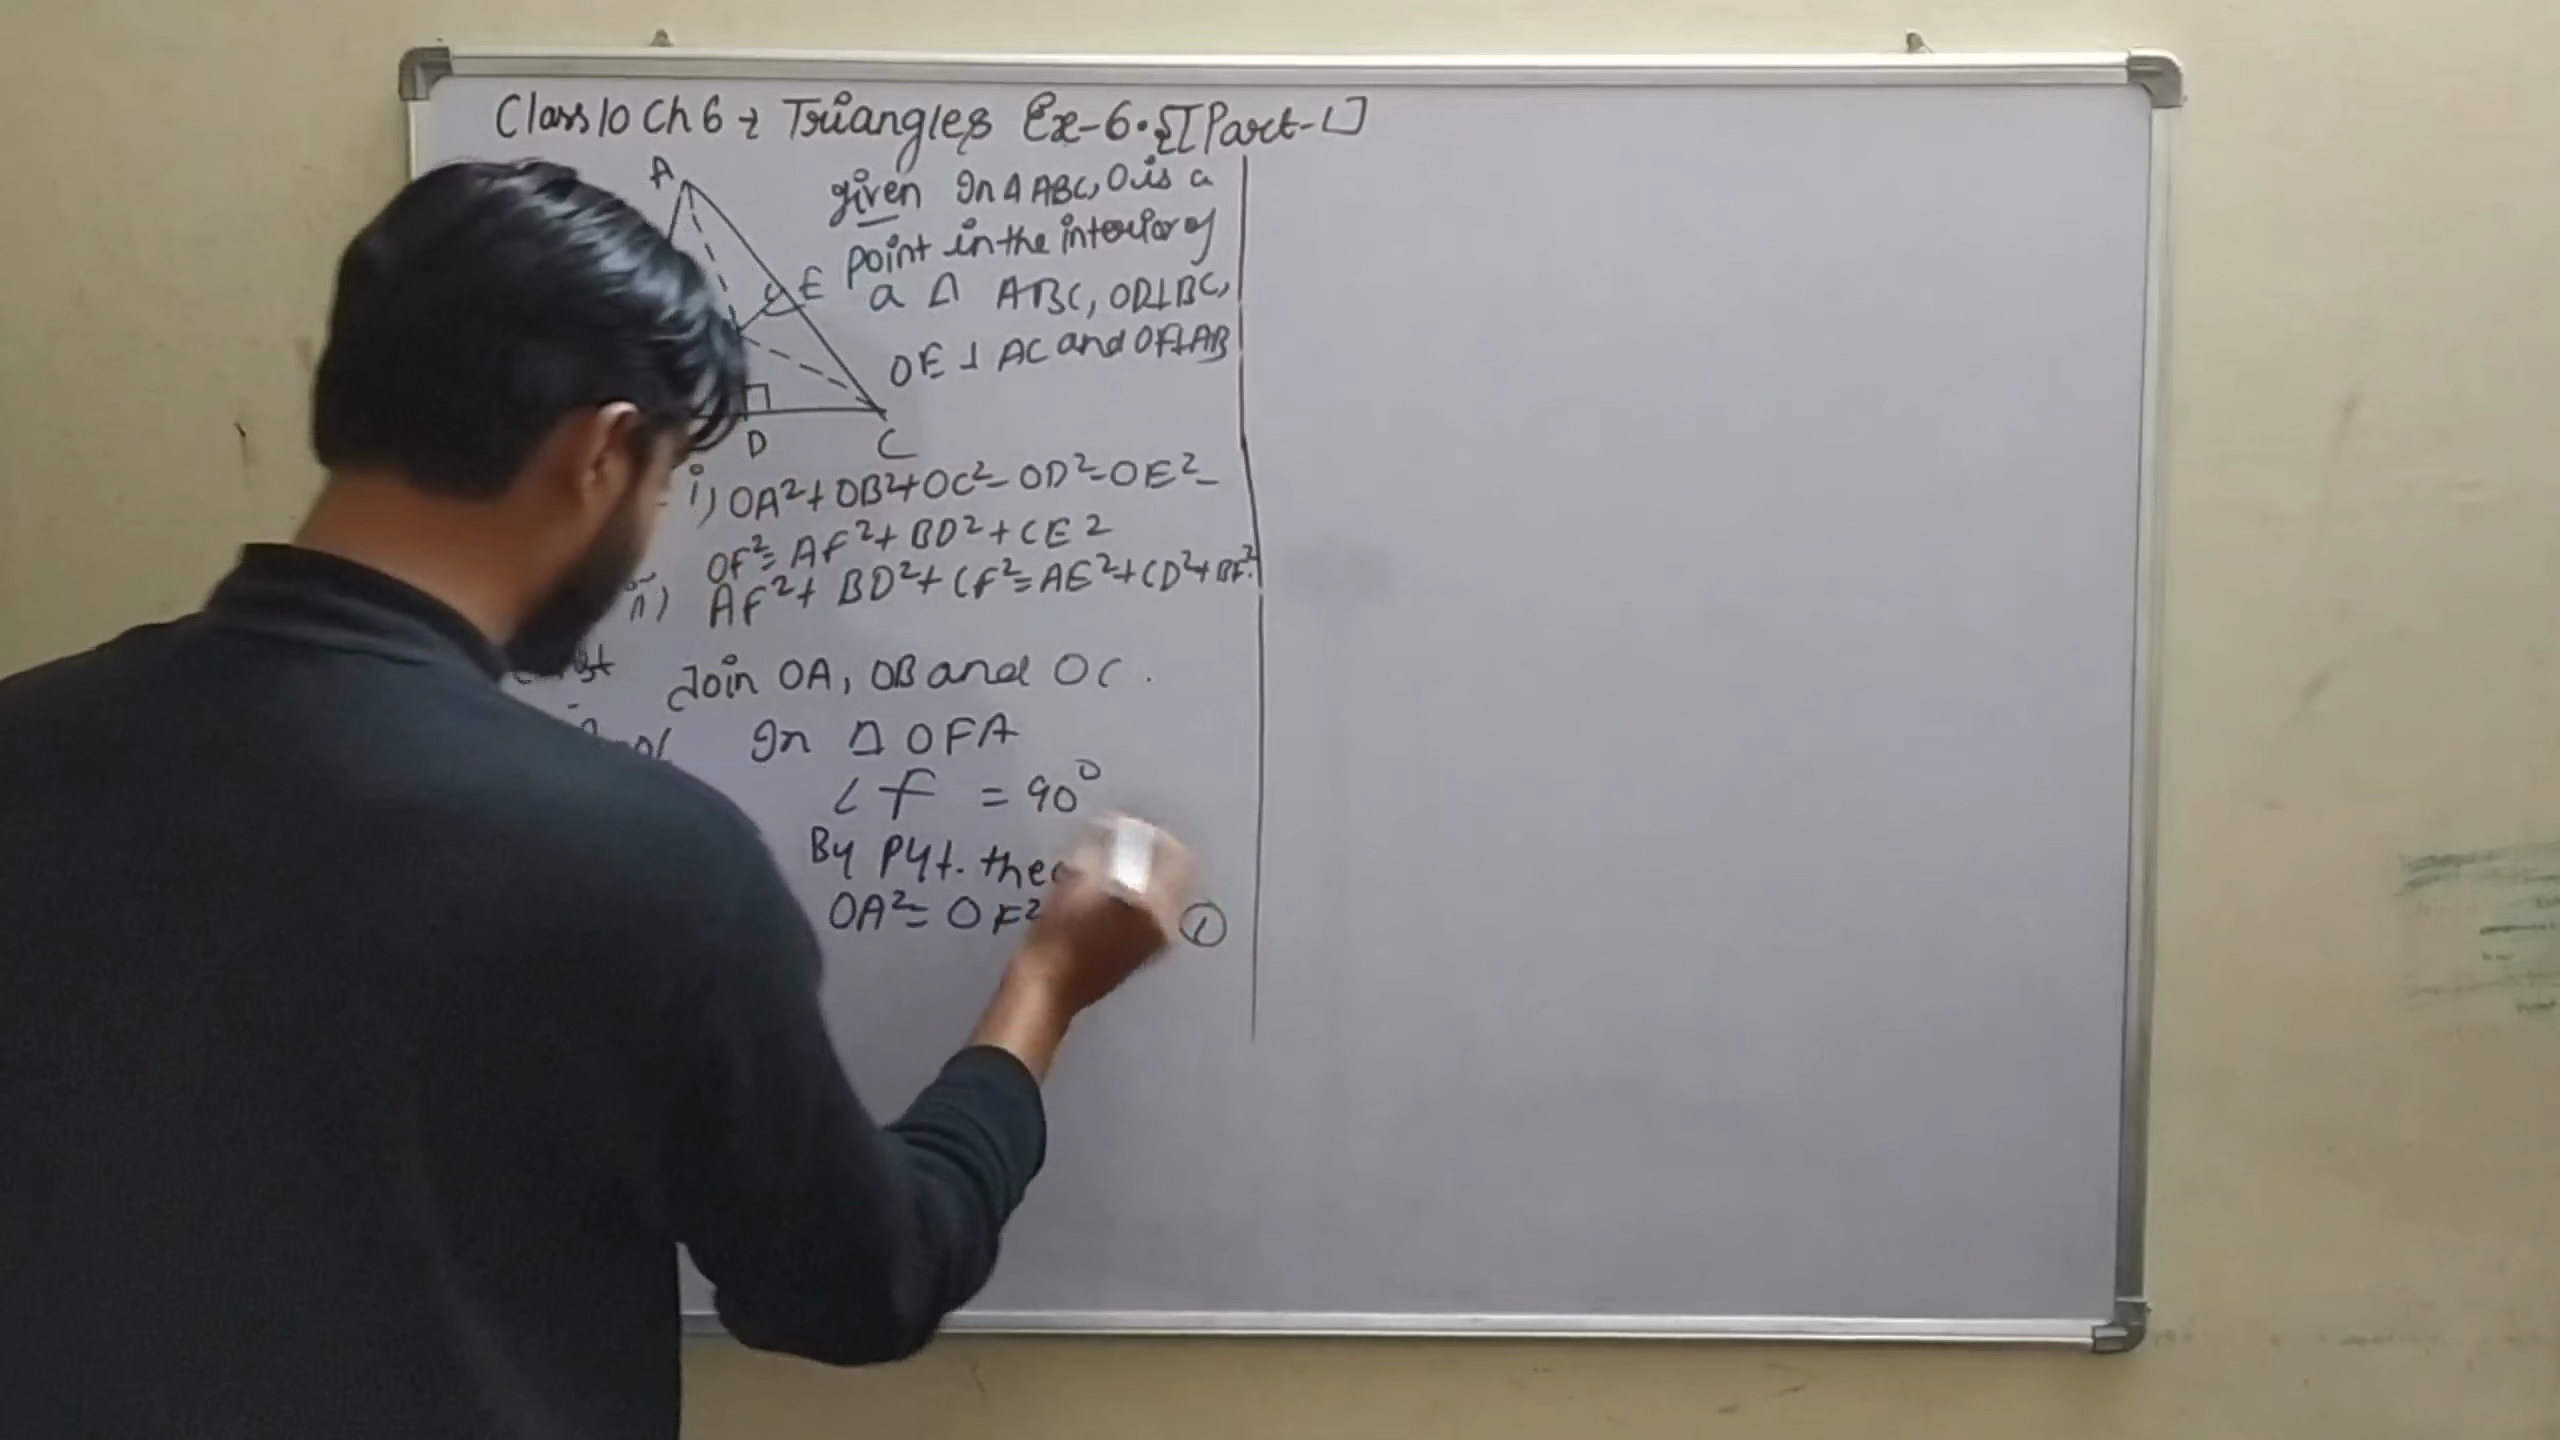 Class 10 Ch 6 → Triangles Ex-6.5 [Part-1]
A
given In Δ ABC, O is a
point in the interior of
E
a Δ ABC, OD⊥BC,
OE ⊥ AC and OF⊥AB
D C
i) OA²+OB²+OC²-OD²-OE²-
OF²= AF²+BD²+CE²
ii) AF²+ BD²+ CF²= AE²+CD²+BF²
Join OA, OB and OC.
In Δ OFA
∠F = 90°
By Pyt.
OA²= OF²
①